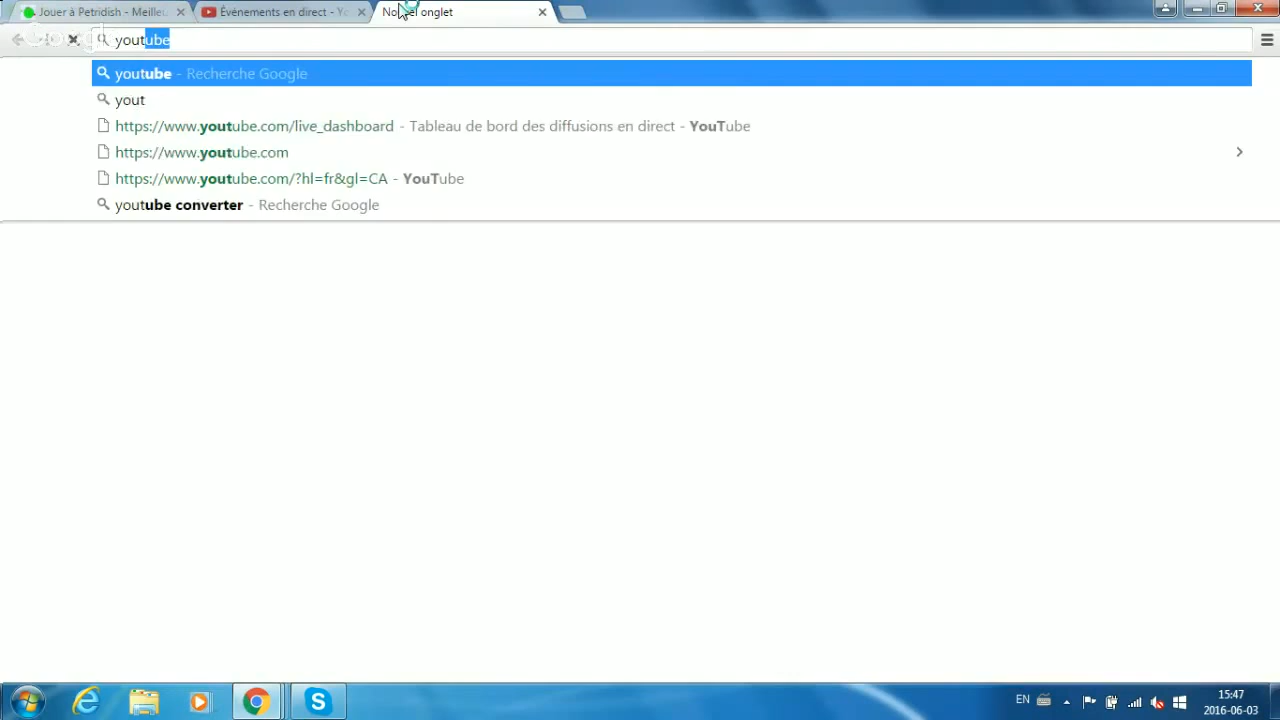 Jouer à Petridish - Meilleu
Évènements en direct - Yo
Nouvel onglet
youtube
youtube - Recherche Google
yout
https://www.youtube.com/live_dashboard - Tableau de bord des diffusions en direct - YouTube
https://www.youtube.com
https://www.youtube.com/?hl=fr&gl=CA - YouTube
youtube converter - Recherche Google
EN
15:47
2016-06-03